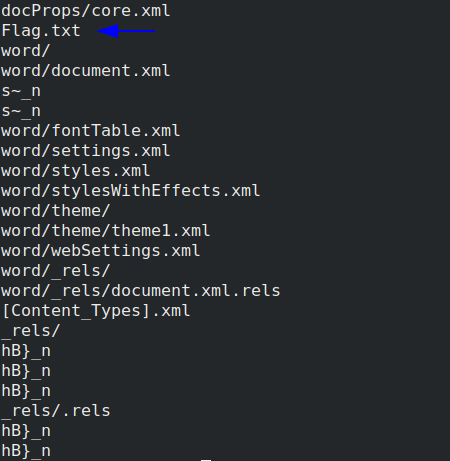 docProps/core.xml
Flag.txt
word/
word/document.xml
s~_n
s~_n
word/fontTable.xml
word/settings.xml
word/styles.xml
word/stylesWithEffects.xml
word/theme/
word/theme/theme1.xml
word/webSettings.xml
word/_rels/
word/_rels/document.xml.rels
[Content_Types].xml
_rels/
hB}_n
hB}_n
hB}_n
_rels/.rels
hB}_n
hB}_n